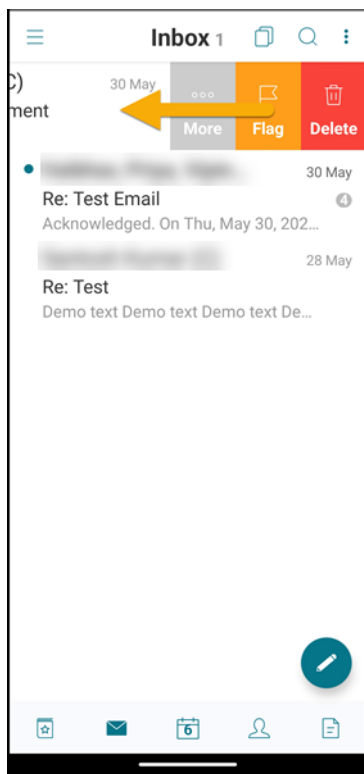 Inbox 1
C)
30 May
ment
More
Flag
Delete
30 May
Re: Test Email
4
Acknowledged. On Thu, May 30, 202...
28 May
Re: Test
Demo text Demo text Demo text De...
6